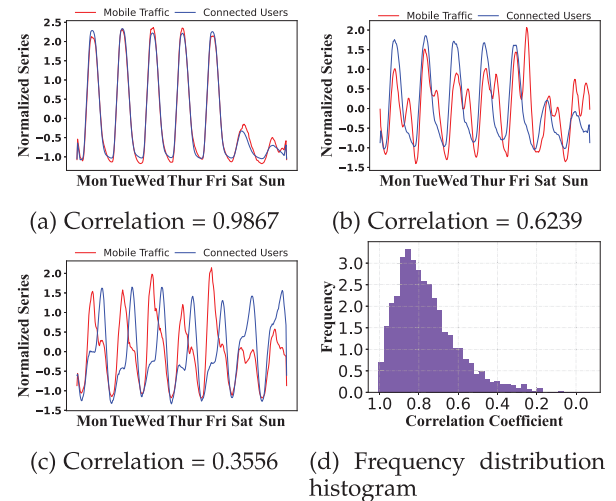 Mobile Traffic Connected Users
Normalized Series
2.5
2.0
1.5
1.0
0.5
0.0
−0.5
−1.0
Mon Tue Wed Thur Fri Sat Sun
(a) Correlation = 0.9867
Mobile Traffic Connected Users
Normalized Series
2.0
1.5
1.0
0.5
0.0
−0.5
−1.0
−1.5
Mon Tue Wed Thur Fri Sat Sun
(b) Correlation = 0.6239
Mobile Traffic Connected Users
Normalized Series
2.0
1.5
1.0
0.5
0.0
−0.5
−1.0
−1.5
Mon Tue Wed Thur Fri Sat Sun
(c) Correlation = 0.3556
Frequency
3.0
2.5
2.0
1.5
1.0
0.5
0.0
1.0 0.8 0.6 0.4 0.2 0.0
Correlation Coefficient
(d) Frequency distribution
histogram